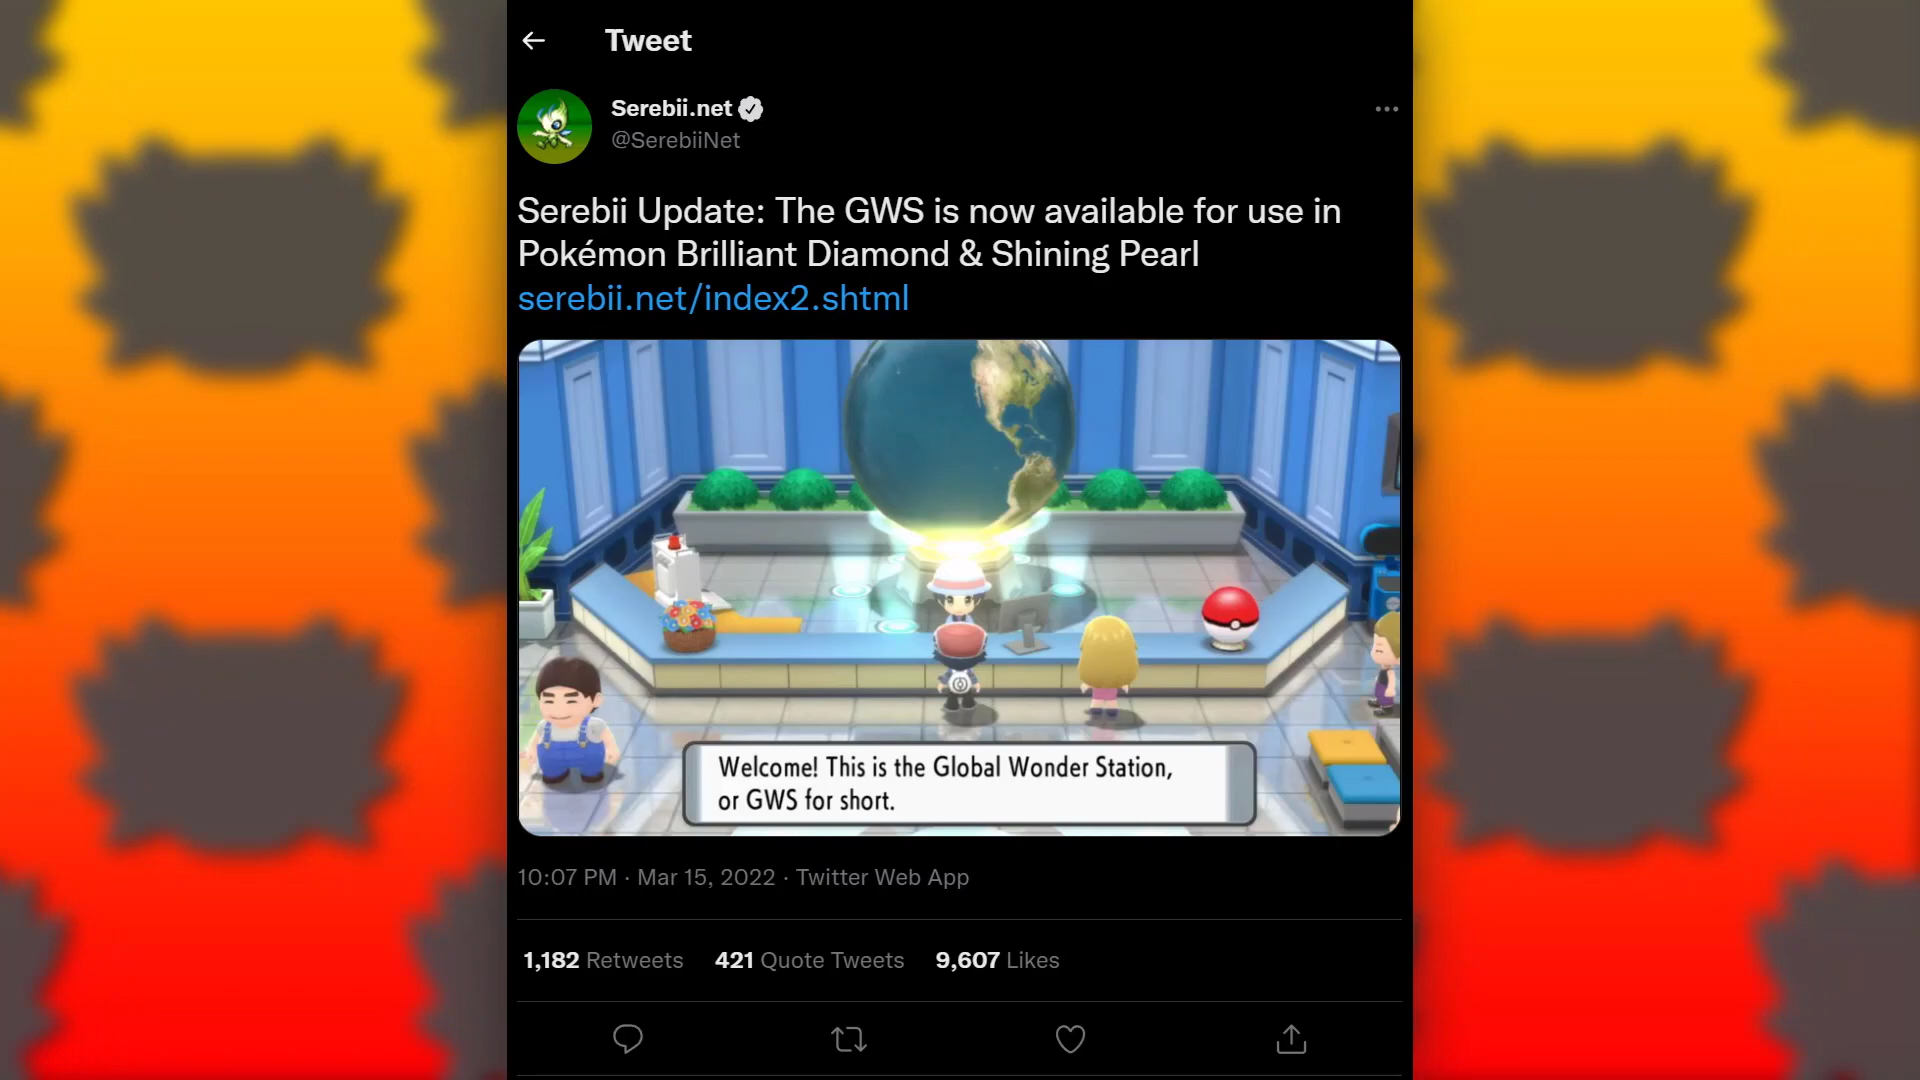 Tweet
Serebii.net
@SerebiiNet
Serebii Update: The GWS is now available for use in
Pokémon Brilliant Diamond & Shining Pearl
serebii.net/index2.shtml
Welcome! This is the Global Wonder Station,
or GWS for short.
10:07 PM · Mar 15, 2022 · Twitter Web App
1,182 Retweets 421 Quote Tweets 9,607 Likes